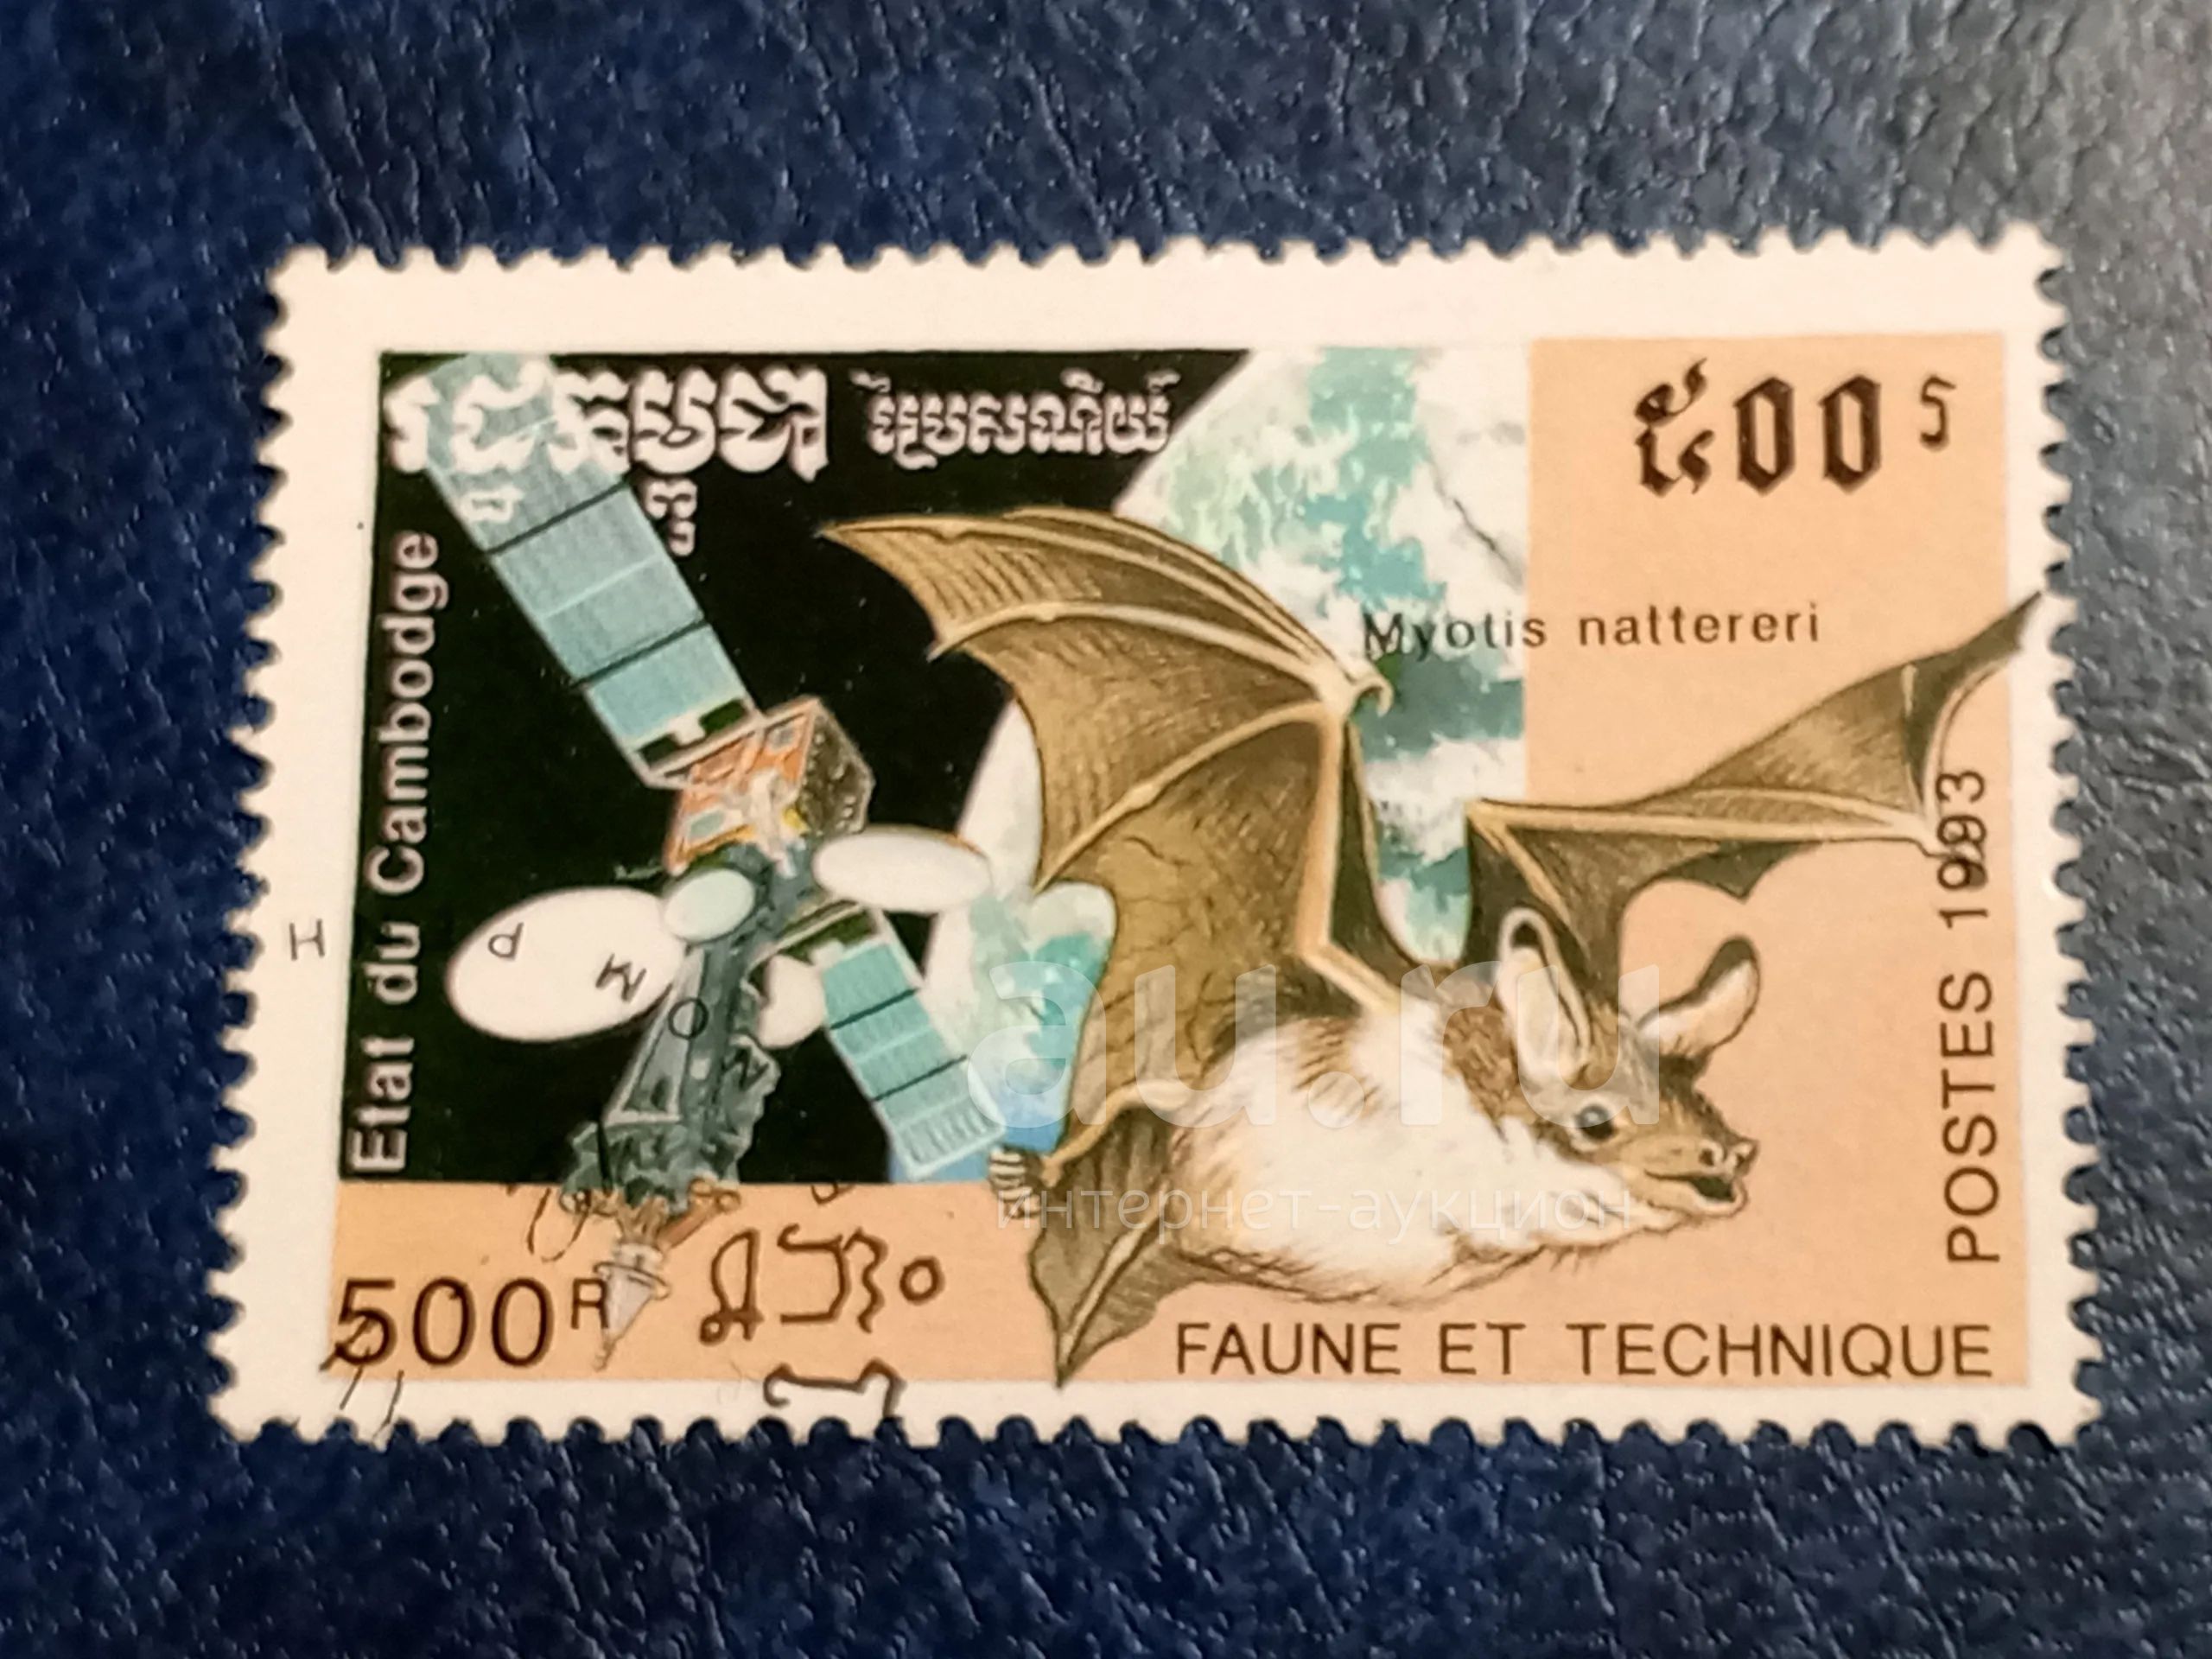 រដ្ឋកម្ពុជា ប្រៃសណីយ៍
៥០០៛
Etat du Cambodge
Myotis nattereri
POSTES 1993
H
P
M
O
N
au.ru
интернет-аукцион
500R
FAUNE ET TECHNIQUE